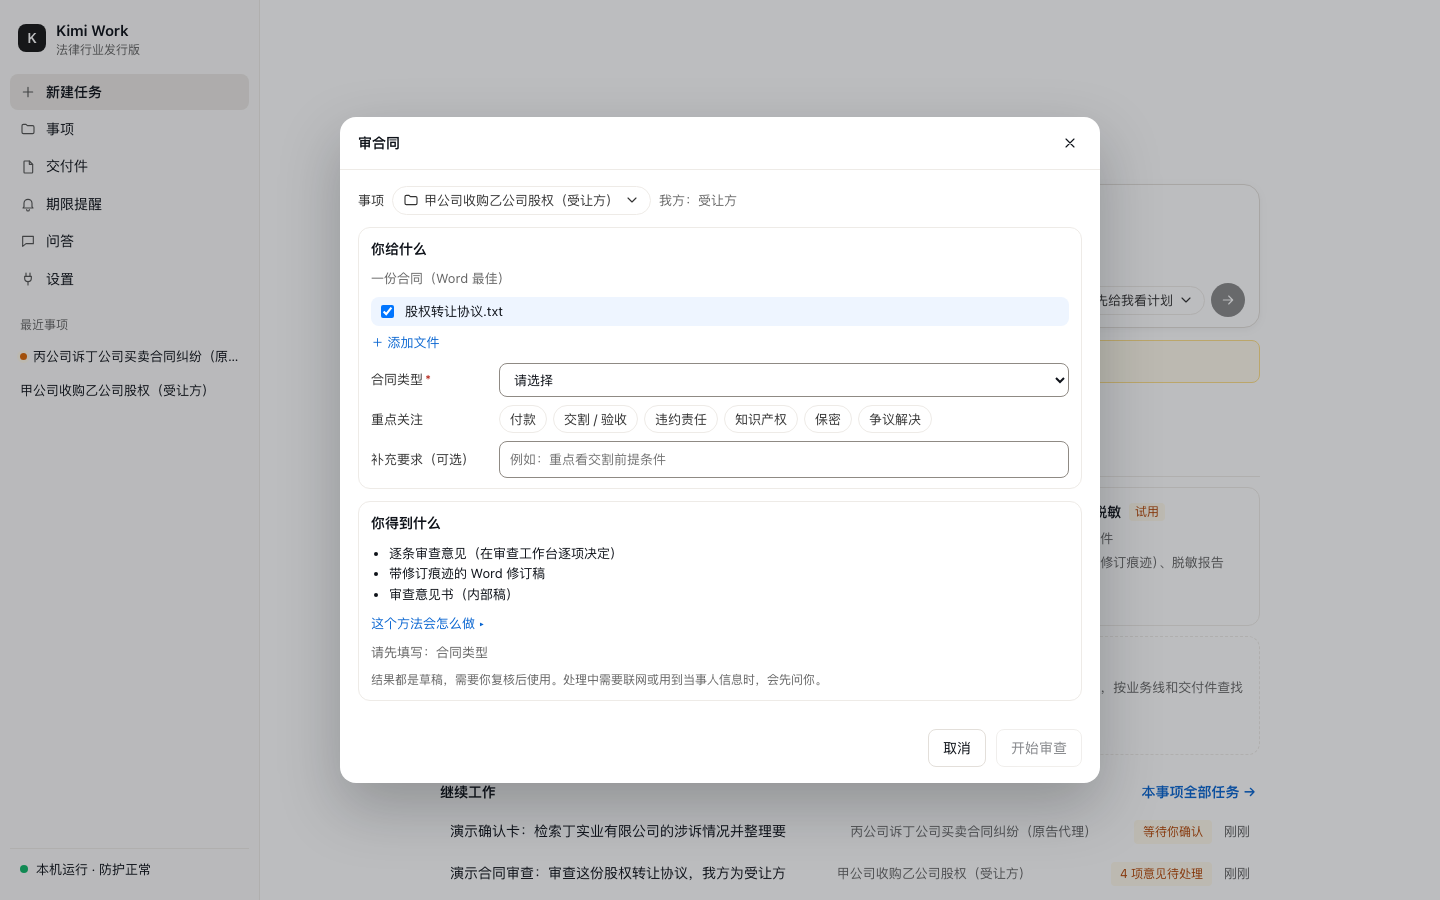 K
Kimi Work
法律行业发行版
新建任务
事项
交付件
期限提醒
问答
设置
最近事项
丙公司诉丁公司买卖合同纠纷（原...
甲公司收购乙公司股权（受让方）
本机运行 · 防护正常
审合同
事项 甲公司收购乙公司股权（受让方） 我方：受让方
你给什么
一份合同（Word 最佳）
股权转让协议.txt
+ 添加文件
合同类型 * 请选择
重点关注 付款 交割 / 验收 违约责任 知识产权 保密 争议解决
补充要求（可选） 例如：重点看交割前提条件
你得到什么
• 逐条审查意见（在审查工作台逐项决定）
• 带修订痕迹的 Word 修订稿
• 审查意见书（内部稿）
这个方法会怎么做 ▸
请先填写：合同类型
结果都是草稿，需要你复核后使用。处理中需要联网或用到当事人信息时，会先问你。
取消 开始审查
先给我看计划
脱敏 试用
件
修订痕迹）、脱敏报告
，按业务线和交付件查找
继续工作 本事项全部任务 →
演示确认卡：检索丁实业有限公司的涉诉情况并整理要 丙公司诉丁公司买卖合同纠纷（原告代理） 等待你确认 刚刚
演示合同审查：审查这份股权转让协议，我方为受让方 甲公司收购乙公司股权（受让方） 4 项意见待处理 刚刚